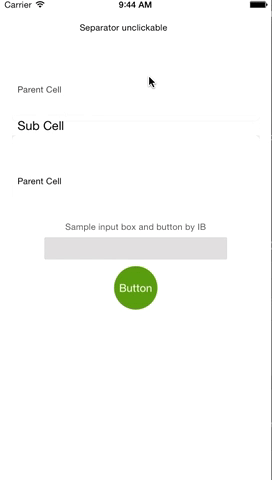 Carrier 9:44 AM
Separator unclickable
Parent Cell
Sub Cell
Parent Cell
Sample input box and button by IB
Button